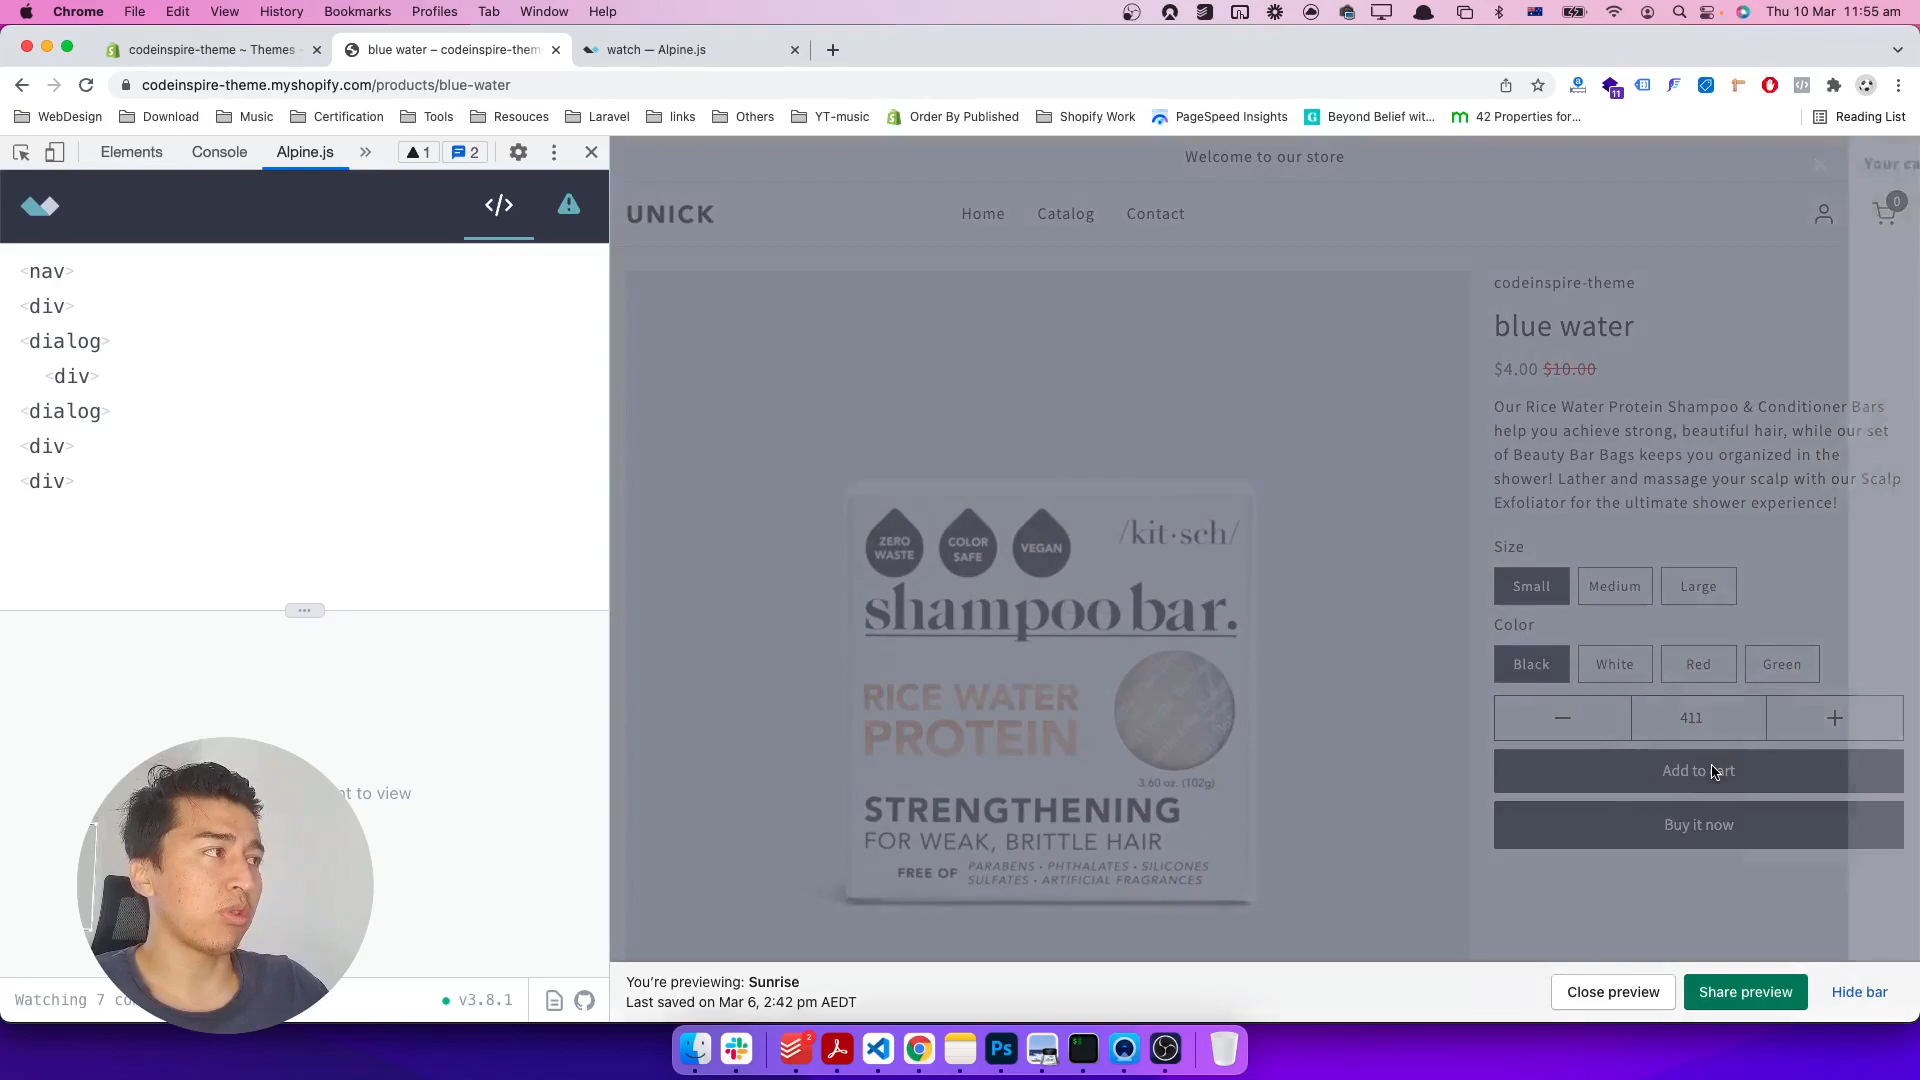 Chrome File Edit View History Bookmarks Profiles Tab Window Help Thu 10 Mar 11:55 am
codeinspire-theme ~ Themes
blue water – codeinspire-them
watch — Alpine.js
codeinspire-theme.myshopify.com/products/blue-water
11
WebDesign Download Music Certification Tools Resouces Laravel links Others YT-music Order By Published Shopify Work PageSpeed Insights Beyond Belief wit... 42 Properties for... Reading List
Elements Console Alpine.js » 1 2
</>
<nav>
<div>
<dialog>
<div>
<dialog>
<div>
<div>
to view
Watching 7
v3.8.1
Welcome to our store
Your ca
UNICK
Home Catalog Contact
0
codeinspire-theme
blue water
$4.00 $10.00
Our Rice Water Protein Shampoo & Conditioner Bars
help you achieve strong, beautiful hair, while our set
of Beauty Bar Bags keeps you organized in the
shower! Lather and massage your scalp with our Scalp
Exfoliator for the ultimate shower experience!
Size
Small Medium Large
Color
Black White Red Green
— 411 +
Add to cart
Buy it now
ZERO
WASTE
COLOR
SAFE
VEGAN
/kit·sch/
shampoo bar.
RICE WATER
PROTEIN
3.60 oz. (102g)
STRENGTHENING
FOR WEAK, BRITTLE HAIR
FREE OF PARABENS • PHTHALATES • SILICONES
SULFATES • ARTIFICIAL FRAGRANCES
You're previewing: Sunrise
Last saved on Mar 6, 2:42 pm AEDT
Close preview Share preview Hide bar
2
Ps